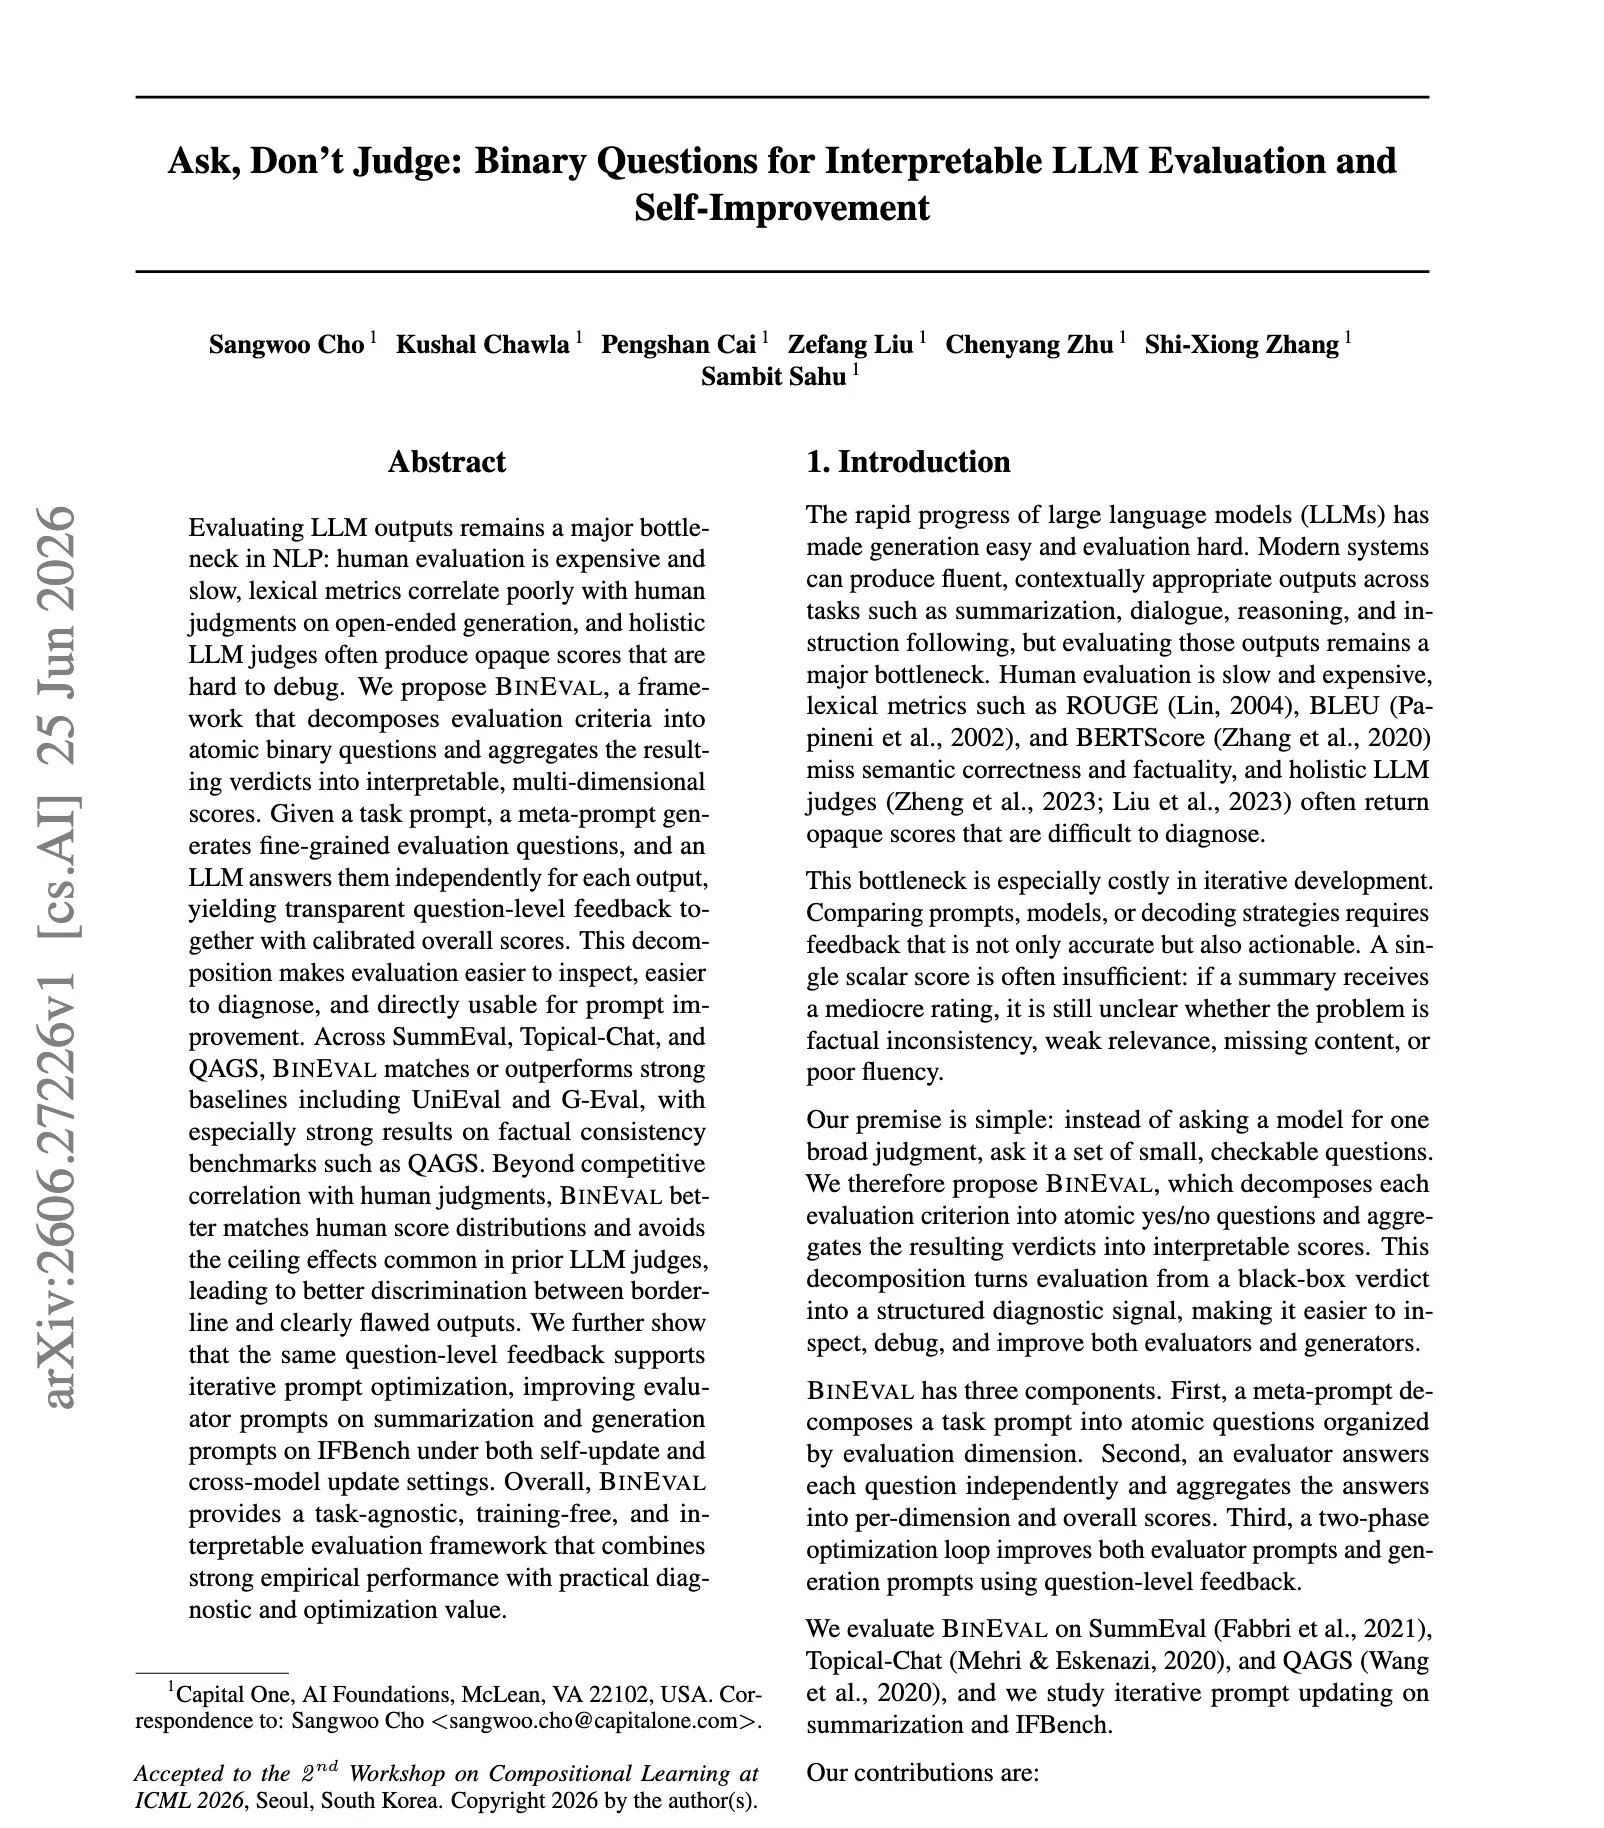 Ask, Don't Judge: Binary Questions for Interpretable LLM Evaluation and
Self-Improvement
Sangwoo Cho 1 Kushal Chawla 1 Pengshan Cai 1 Zefang Liu 1 Chenyang Zhu 1 Shi-Xiong Zhang 1
Sambit Sahu 1
arXiv:2606.27226v1 [cs.AI] 25 Jun 2026
Abstract
Evaluating LLM outputs remains a major bottle-
neck in NLP: human evaluation is expensive and
slow, lexical metrics correlate poorly with human
judgments on open-ended generation, and holistic
LLM judges often produce opaque scores that are
hard to debug. We propose BINEVAL, a frame-
work that decomposes evaluation criteria into
atomic binary questions and aggregates the result-
ing verdicts into interpretable, multi-dimensional
scores. Given a task prompt, a meta-prompt gen-
erates fine-grained evaluation questions, and an
LLM answers them independently for each output,
yielding transparent question-level feedback to-
gether with calibrated overall scores. This decom-
position makes evaluation easier to inspect, easier
to diagnose, and directly usable for prompt im-
provement. Across SummEval, Topical-Chat, and
QAGS, BINEVAL matches or outperforms strong
baselines including UniEval and G-Eval, with
especially strong results on factual consistency
benchmarks such as QAGS. Beyond competitive
correlation with human judgments, BINEVAL bet-
ter matches human score distributions and avoids
the ceiling effects common in prior LLM judges,
leading to better discrimination between border-
line and clearly flawed outputs. We further show
that the same question-level feedback supports
iterative prompt optimization, improving evalu-
ator prompts on summarization and generation
prompts on IFBench under both self-update and
cross-model update settings. Overall, BINEVAL
provides a task-agnostic, training-free, and in-
terpretable evaluation framework that combines
strong empirical performance with practical diag-
nostic and optimization value.
1Capital One, AI Foundations, McLean, VA 22102, USA. Cor-
respondence to: Sangwoo Cho <sangwoo.cho@capitalone.com>.
Accepted to the 2nd Workshop on Compositional Learning at
ICML 2026, Seoul, South Korea. Copyright 2026 by the author(s).
1. Introduction
The rapid progress of large language models (LLMs) has
made generation easy and evaluation hard. Modern systems
can produce fluent, contextually appropriate outputs across
tasks such as summarization, dialogue, reasoning, and in-
struction following, but evaluating those outputs remains a
major bottleneck. Human evaluation is slow and expensive,
lexical metrics such as ROUGE (Lin, 2004), BLEU (Pa-
pineni et al., 2002), and BERTScore (Zhang et al., 2020)
miss semantic correctness and factuality, and holistic LLM
judges (Zheng et al., 2023; Liu et al., 2023) often return
opaque scores that are difficult to diagnose.
This bottleneck is especially costly in iterative development.
Comparing prompts, models, or decoding strategies requires
feedback that is not only accurate but also actionable. A sin-
gle scalar score is often insufficient: if a summary receives
a mediocre rating, it is still unclear whether the problem is
factual inconsistency, weak relevance, missing content, or
poor fluency.
Our premise is simple: instead of asking a model for one
broad judgment, ask it a set of small, checkable questions.
We therefore propose BINEVAL, which decomposes each
evaluation criterion into atomic yes/no questions and aggre-
gates the resulting verdicts into interpretable scores. This
decomposition turns evaluation from a black-box verdict
into a structured diagnostic signal, making it easier to in-
spect, debug, and improve both evaluators and generators.
BINEVAL has three components. First, a meta-prompt de-
composes a task prompt into atomic questions organized
by evaluation dimension. Second, an evaluator answers
each question independently and aggregates the answers
into per-dimension and overall scores. Third, a two-phase
optimization loop improves both evaluator prompts and gen-
eration prompts using question-level feedback.
We evaluate BINEVAL on SummEval (Fabbri et al., 2021),
Topical-Chat (Mehri & Eskenazi, 2020), and QAGS (Wang
et al., 2020), and we study iterative prompt updating on
summarization and IFBench.
Our contributions are: